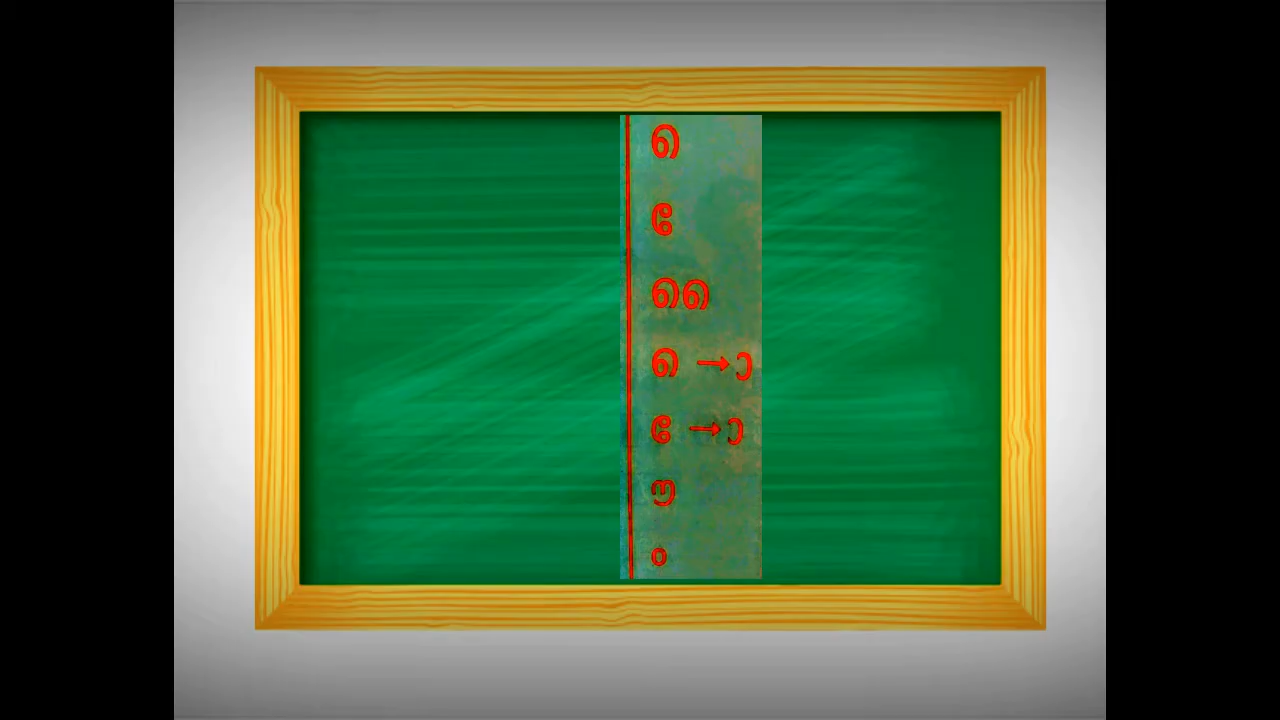 െ
േ
ൈ
െ → ാ
േ → ാ
ൗ
ം